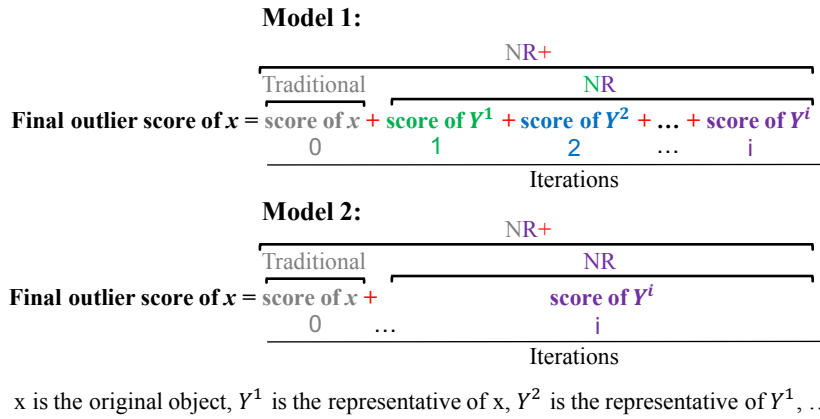 Model 1:
NR+
Traditional NR
Final outlier score of x = score of x + score of Y¹ + score of Y² + ... + score of Yⁱ
0 1 2 ... i
Iterations
Model 2:
NR+
Traditional NR
Final outlier score of x = score of x + score of Yⁱ
0 ... i
Iterations
x is the original object, Y¹ is the representative of x, Y² is the representative of Y¹, ..